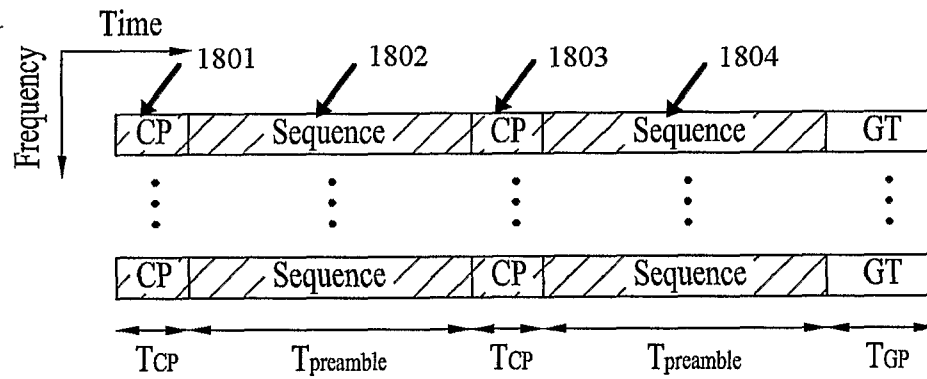 Time
Frequency
1801 1802 1803 1804
CP Sequence CP Sequence GT
CP Sequence CP Sequence GT
TCP Tpreamble TCP Tpreamble TGP